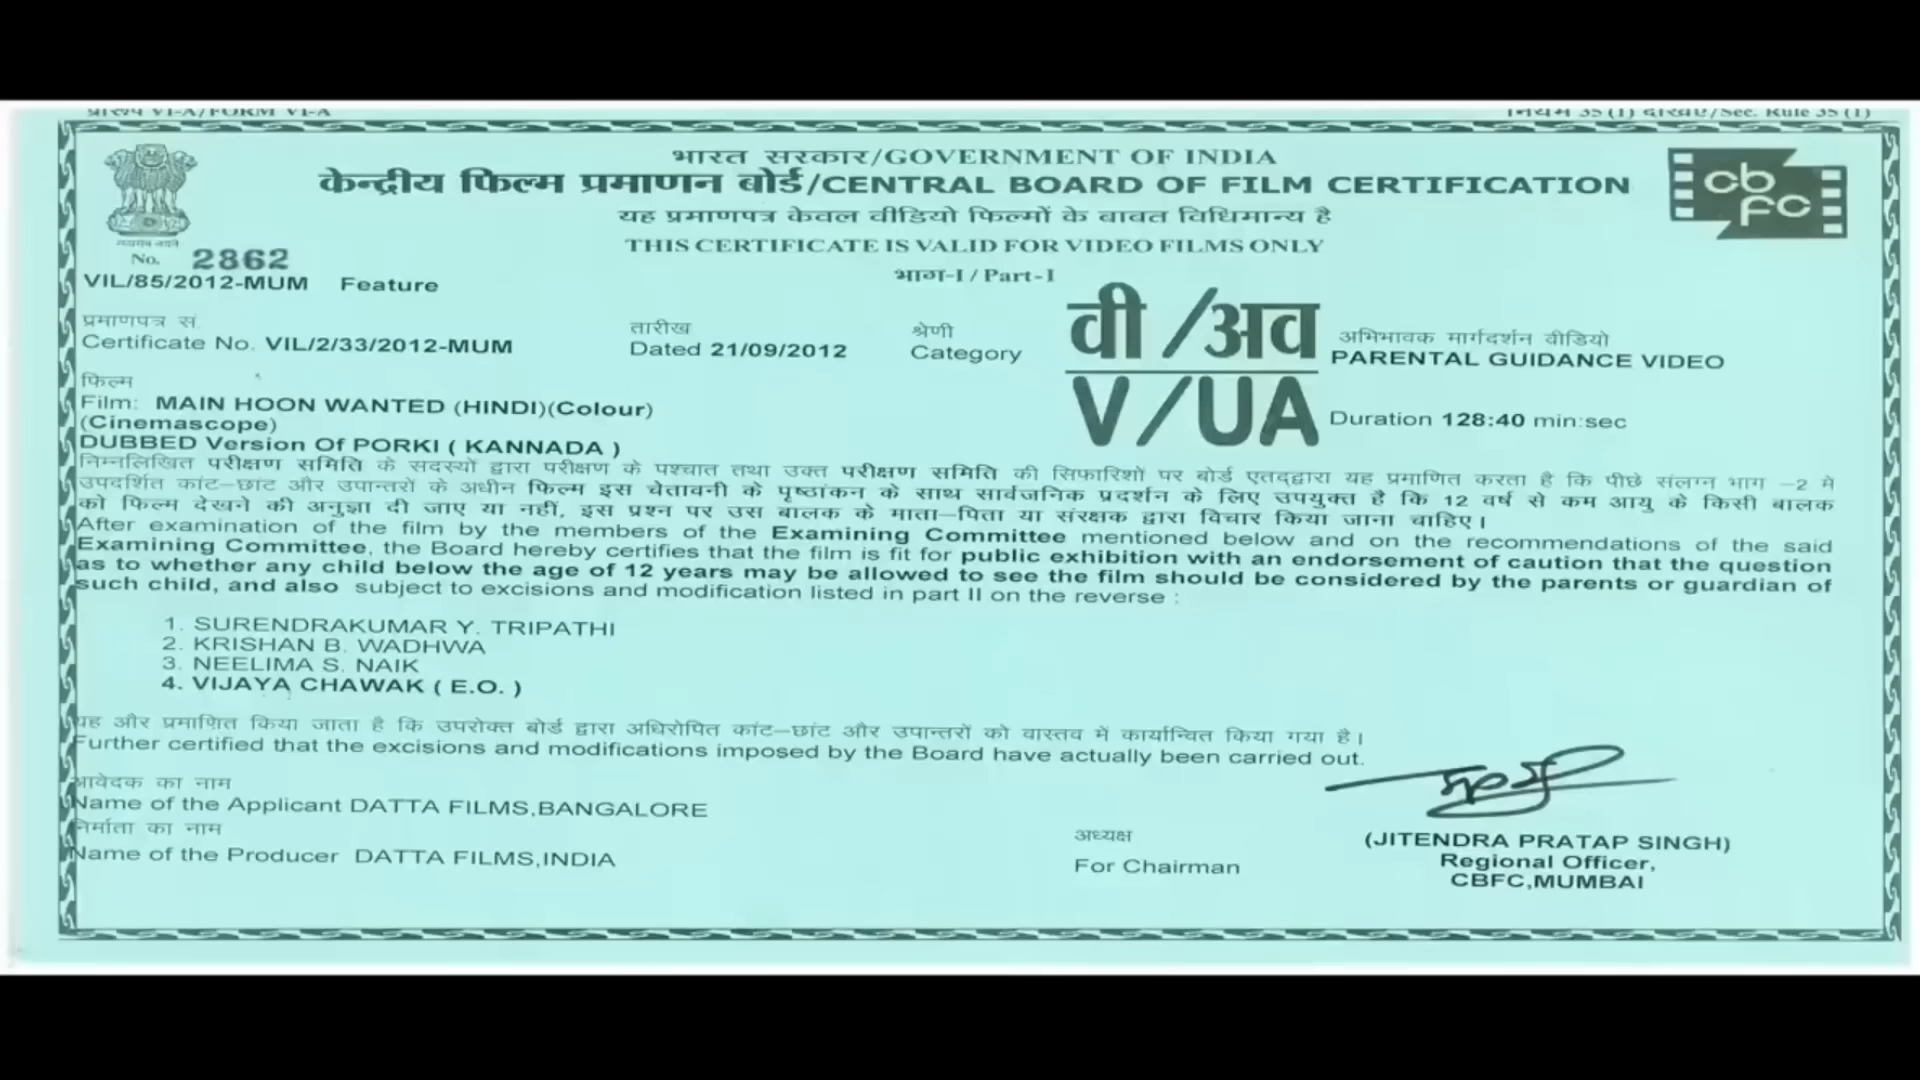 प्रारूप VI-A/FORM VI-A
नियम 35 (1) देखिए/Sec. Rule 35 (1)
भारत सरकार/GOVERNMENT OF INDIA
केन्द्रीय फिल्म प्रमाणन बोर्ड/CENTRAL BOARD OF FILM CERTIFICATION
cbfc
यह प्रमाणपत्र केवल वीडियो फिल्मों के बावत विधिमान्य है
सत्यमेव जयते
THIS CERTIFICATE IS VALID FOR VIDEO FILMS ONLY
No. 2862
भाग-I / Part-I
VIL/85/2012-MUM Feature
प्रमाणपत्र सं.
Certificate No. VIL/2/33/2012-MUM
तारीख
Dated 21/09/2012
श्रेणी
Category
वी/अव
V/UA
अभिभावक मार्गदर्शन वीडियो
PARENTAL GUIDANCE VIDEO
फिल्म
Film: MAIN HOON WANTED (HINDI)(Colour)
(Cinemascope)
Duration 128:40 min:sec
DUBBED Version Of PORKI ( KANNADA )
निम्नलिखित परीक्षण समिति के सदस्यों द्वारा परीक्षण के पश्चात तथा उक्त परीक्षण समिति की सिफारिशों पर बोर्ड एतद्द्वारा यह प्रमाणित करता है कि पीछे संलग्न भाग -2 मे
उपदर्शित कांट-छांट और उपान्तरों के अधीन फिल्म इस चेतावनी के पृष्ठांकन के साथ सार्वजनिक प्रदर्शन के लिए उपयुक्त है कि 12 वर्ष से कम आयु के किसी बालक
को फिल्म देखने की अनुज्ञा दी जाए या नहीं, इस प्रश्न पर उस बालक के माता-पिता या संरक्षक द्वारा विचार किया जाना चाहिए।
After examination of the film by the members of the Examining Committee mentioned below and on the recommendations of the said
Examining Committee, the Board hereby certifies that the film is fit for public exhibition with an endorsement of caution that the question
as to whether any child below the age of 12 years may be allowed to see the film should be considered by the parents or guardian of
such child, and also subject to excisions and modification listed in part II on the reverse :
1. SURENDRAKUMAR Y. TRIPATHI
2. KRISHAN B. WADHWA
3. NEELIMA S. NAIK
4. VIJAYA CHAWAK ( E.O. )
यह और प्रमाणित किया जाता है कि उपरोक्त बोर्ड द्वारा अधिरोपित कांट-छांट और उपान्तरों को वास्तव में कार्यान्वित किया गया है।
Further certified that the excisions and modifications imposed by the Board have actually been carried out.
आवेदक का नाम
Name of the Applicant DATTA FILMS,BANGALORE
निर्माता का नाम
Name of the Producer DATTA FILMS,INDIA
अध्यक्ष
For Chairman
(JITENDRA PRATAP SINGH)
Regional Officer,
CBFC,MUMBAI